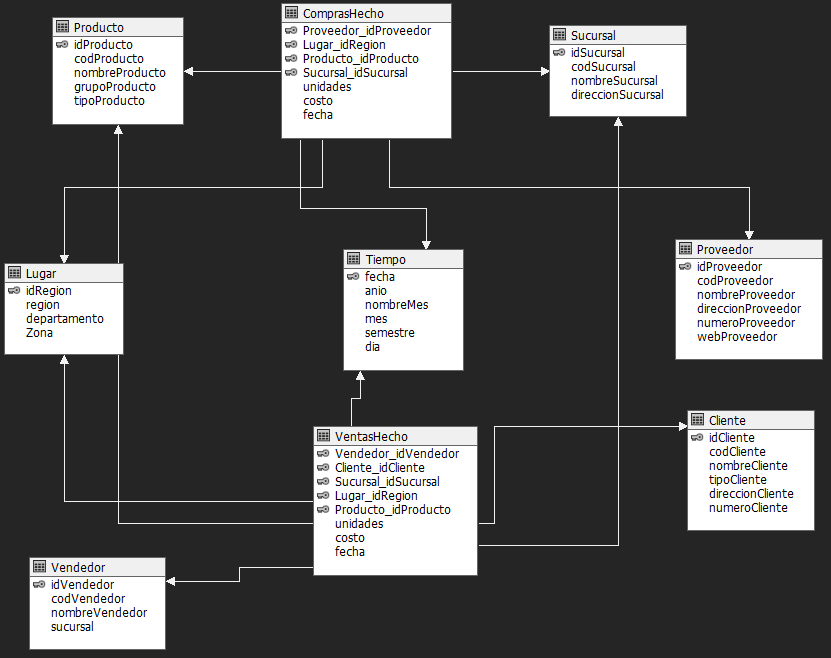 Producto
idProducto
codProducto
nombreProducto
grupoProducto
tipoProducto
ComprasHecho
Proveedor_idProveedor
Lugar_idRegion
Producto_idProducto
Sucursal_idSucursal
unidades
costo
fecha
Sucursal
idSucursal
codSucursal
nombreSucursal
direccionSucursal
Lugar
idRegion
region
departamento
Zona
Tiempo
fecha
anio
nombreMes
mes
semestre
dia
Proveedor
idProveedor
codProveedor
nombreProveedor
direccionProveedor
numeroProveedor
webProveedor
VentasHecho
Vendedor_idVendedor
Cliente_idCliente
Sucursal_idSucursal
Lugar_idRegion
Producto_idProducto
unidades
costo
fecha
Cliente
idCliente
codCliente
nombreCliente
tipoCliente
direccionCliente
numeroCliente
Vendedor
idVendedor
codVendedor
nombreVendedor
sucursal